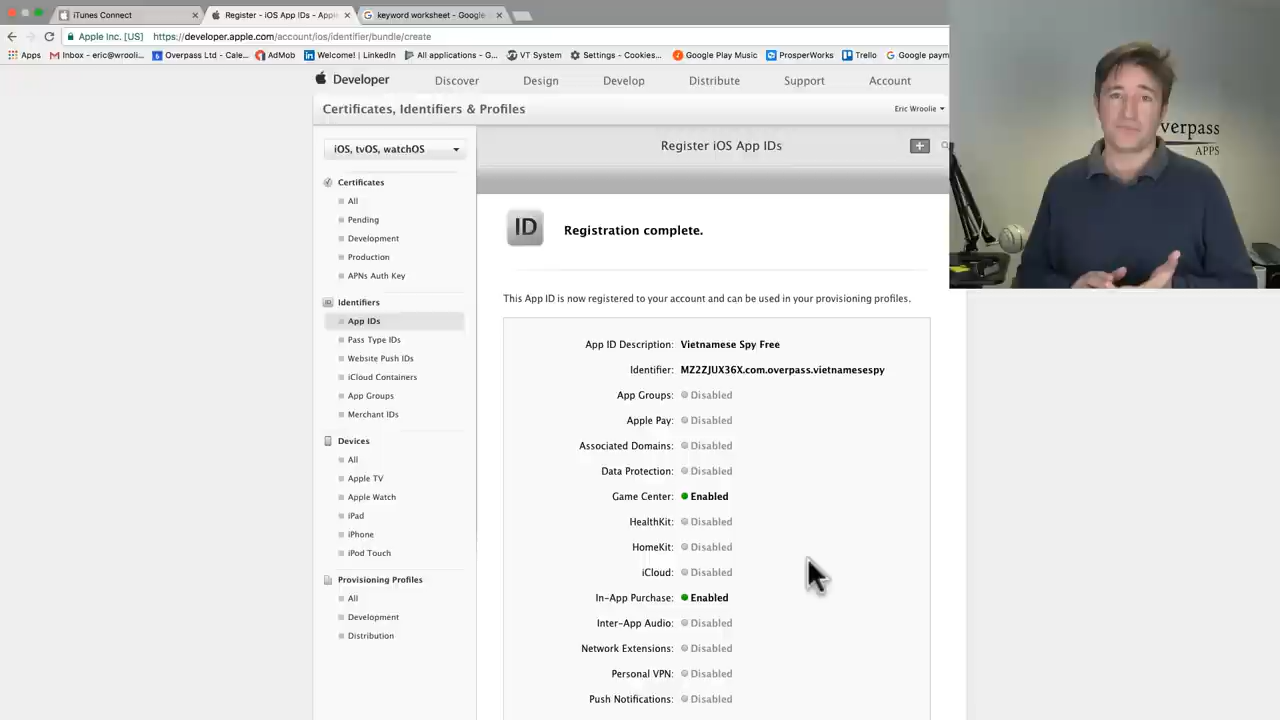 iTunes Connect
Register - iOS App IDs - Appl
keyword worksheet - Google
Apple Inc. [US]
https://developer.apple.com/account/ios/identifier/bundle/create
Apps
Inbox - eric@wrooli...
Overpass Ltd - Cale...
AdMob
Welcome! | LinkedIn
All applications - G...
VT System
Settings - Cookies...
Google Play Music
ProsperWorks
Trello
Google paym
Developer
Discover
Design
Develop
Distribute
Support
Account
Certificates, Identifiers & Profiles
Eric Wroolie
iOS, tvOS, watchOS
Register iOS App IDs
Certificates
All
Pending
Development
Production
APNs Auth Key
Identifiers
App IDs
Pass Type IDs
Website Push IDs
iCloud Containers
App Groups
Merchant IDs
Devices
All
Apple TV
Apple Watch
iPad
iPhone
iPod Touch
Provisioning Profiles
All
Development
Distribution
ID
Registration complete.
This App ID is now registered to your account and can be used in your provisioning profiles.
App ID Description: Vietnamese Spy Free
Identifier: MZ2ZJUX36X.com.overpass.vietnamesespy
App Groups: Disabled
Apple Pay: Disabled
Associated Domains: Disabled
Data Protection: Disabled
Game Center: Enabled
HealthKit: Disabled
HomeKit: Disabled
iCloud: Disabled
In-App Purchase: Enabled
Inter-App Audio: Disabled
Network Extensions: Disabled
Personal VPN: Disabled
Push Notifications: Disabled
verpass
APPS